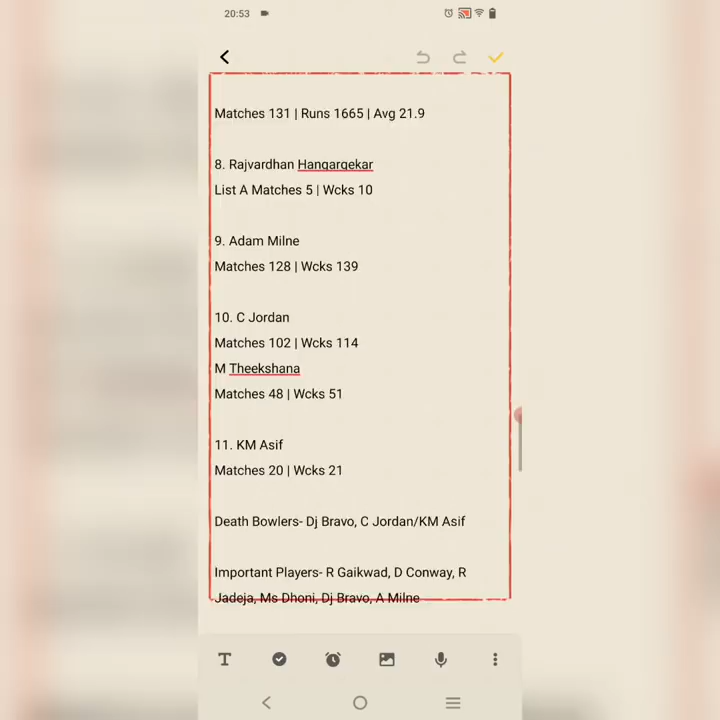 20:53
Matches 131 | Runs 1665 | Avg 21.9
8. Rajvardhan Hangargekar
List A Matches 5 | Wcks 10
9. Adam Milne
Matches 128 | Wcks 139
10. C Jordan
Matches 102 | Wcks 114
M Theekshana
Matches 48 | Wcks 51
11. KM Asif
Matches 20 | Wcks 21
Death Bowlers- Dj Bravo, C Jordan/KM Asif
Important Players- R Gaikwad, D Conway, R
Jadeja, Ms Dhoni, Dj Bravo, A Milne
T